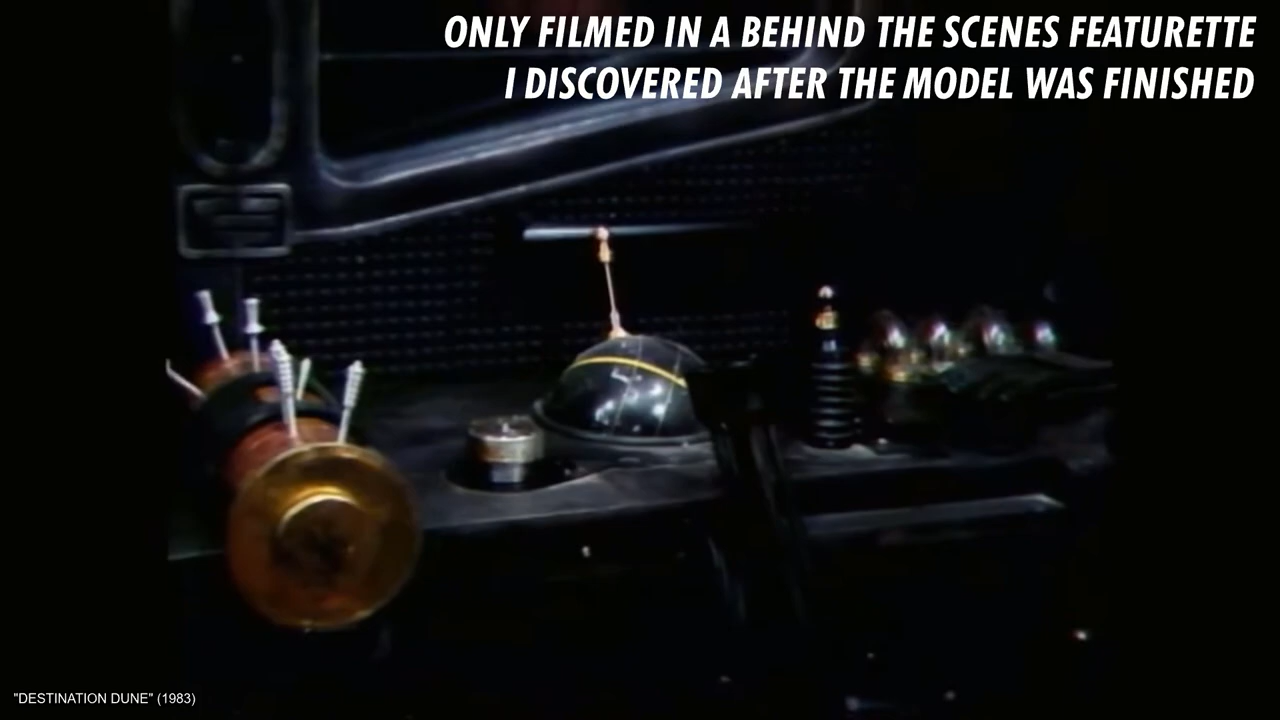 ONLY FILMED IN A BEHIND THE SCENES FEATURETTE
I DISCOVERED AFTER THE MODEL WAS FINISHED
"DESTINATION DUNE" (1983)